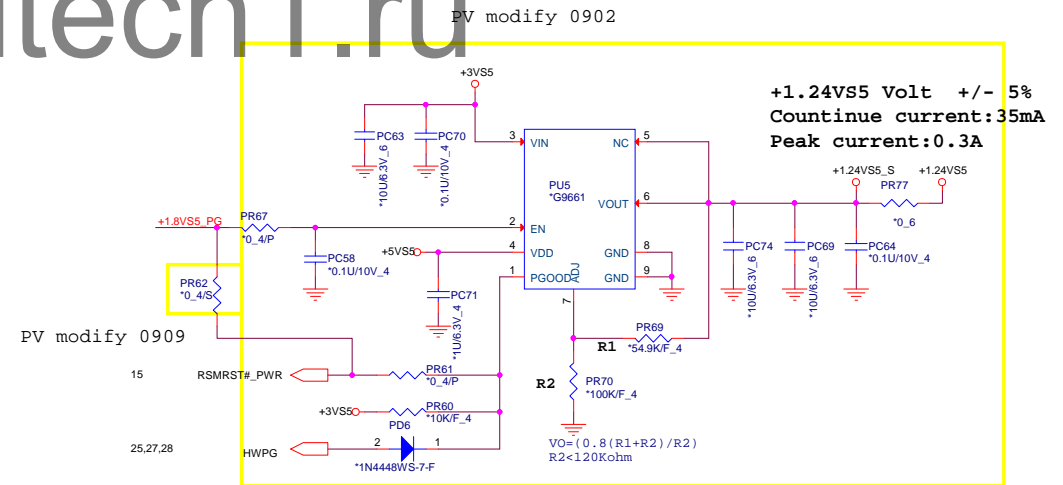 itech1.ru
PV modify 0902
+3VS5
+1.24VS5 Volt +/- 5%
Countinue current:35mA
Peak current:0.3A
PC63
*10U/6.3V_6
PC70
*0.1U/10V_4
3
VIN
NC
5
PU5
*G9661
+1.24VS5_S
+1.24VS5
PR77
*0_6
VOUT
6
+1.8VS5_PG
PR67
*0_4/P
2
EN
PC58
*0.1U/10V_4
+5VS5
4
VDD
GND
8
PC74
*10U/6.3V_6
PC69
*10U/6.3V_6
PC64
*0.1U/10V_4
1
PGOOD
ADJ
GND
9
PR62
*0_4/S
PC71
*1U/6.3V_4
7
PV modify 0909
PR69
R1
*54.9K/F_4
15
RSMRST#_PWR
PR61
*0_4/P
R2
PR70
*100K/F_4
+3VS5
PR60
*10K/F_4
PD6
25,27,28
HWPG
2
1
*1N4448WS-7-F
VO=(0.8(R1+R2)/R2)
R2<120Kohm